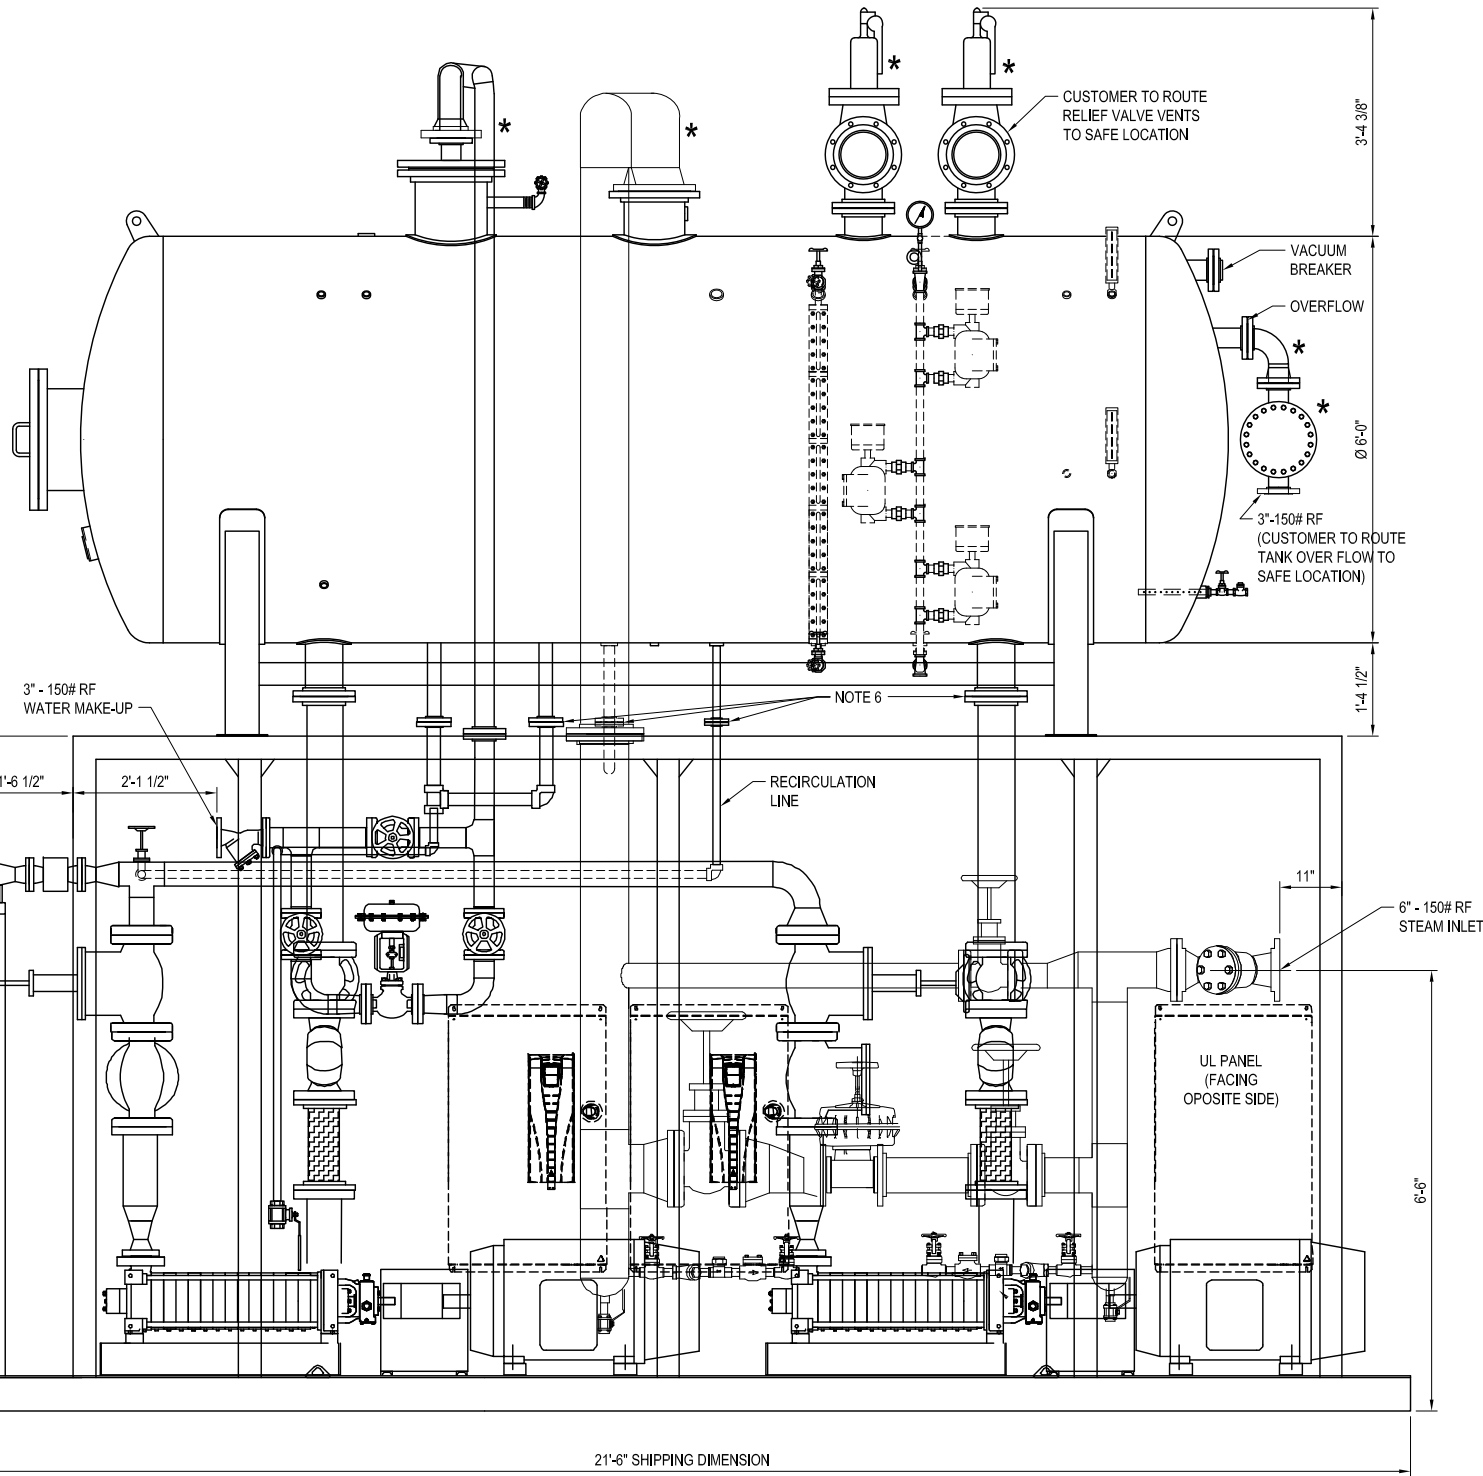 *
*
*
*
CUSTOMER TO ROUTE
RELIEF VALVE VENTS
TO SAFE LOCATION
3'-4 3/8"
VACUUM
BREAKER
OVERFLOW
*
*
Ø 6'-0"
3"-150# RF
(CUSTOMER TO ROUTE
TANK OVER FLOW TO
SAFE LOCATION)
3" - 150# RF
WATER MAKE-UP
NOTE 6
1'-4 1/2"
1'-6 1/2"
2'-1 1/2"
RECIRCULATION
LINE
11"
6" - 150# RF
STEAM INLET
UL PANEL
(FACING
OPOSITE SIDE)
6'-6"
21'-6" SHIPPING DIMENSION